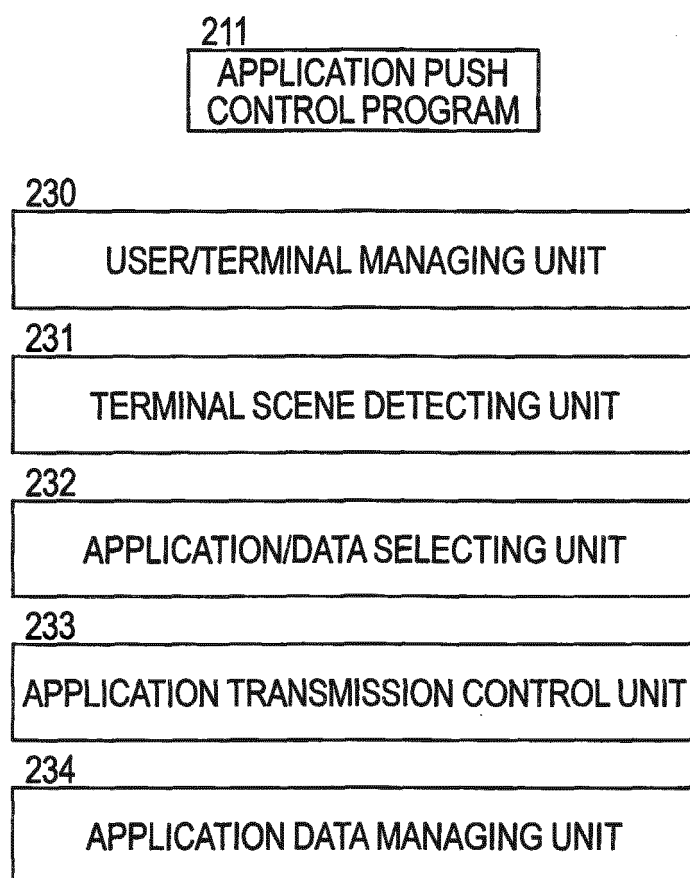 211
APPLICATION PUSH
CONTROL PROGRAM
230
USER/TERMINAL MANAGING UNIT
231
TERMINAL SCENE DETECTING UNIT
232
APPLICATION/DATA SELECTING UNIT
233
APPLICATION TRANSMISSION CONTROL UNIT
234
APPLICATION DATA MANAGING UNIT